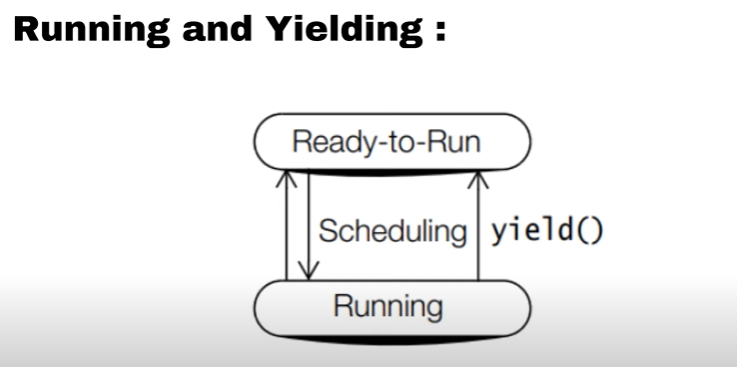 Running and Yielding :
Ready-to-Run
Scheduling yield()
Running